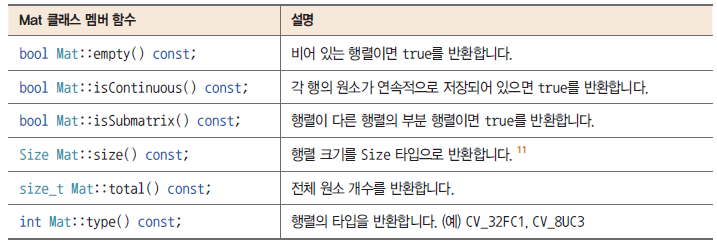 Mat 클래스 멤버 함수 설명
bool Mat::empty() const; 비어 있는 행렬이면 true를 반환합니다.
bool Mat::isContinuous() const; 각 행의 원소가 연속적으로 저장되어 있으면 true를 반환합니다.
bool Mat::isSubmatrix() const; 행렬이 다른 행렬의 부분 행렬이면 true를 반환합니다.
Size Mat::size() const; 행렬 크기를 Size 타입으로 반환합니다. 11
size_t Mat::total() const; 전체 원소 개수를 반환합니다.
int Mat::type() const; 행렬의 타입을 반환합니다. (예) CV_32FC1, CV_8UC3